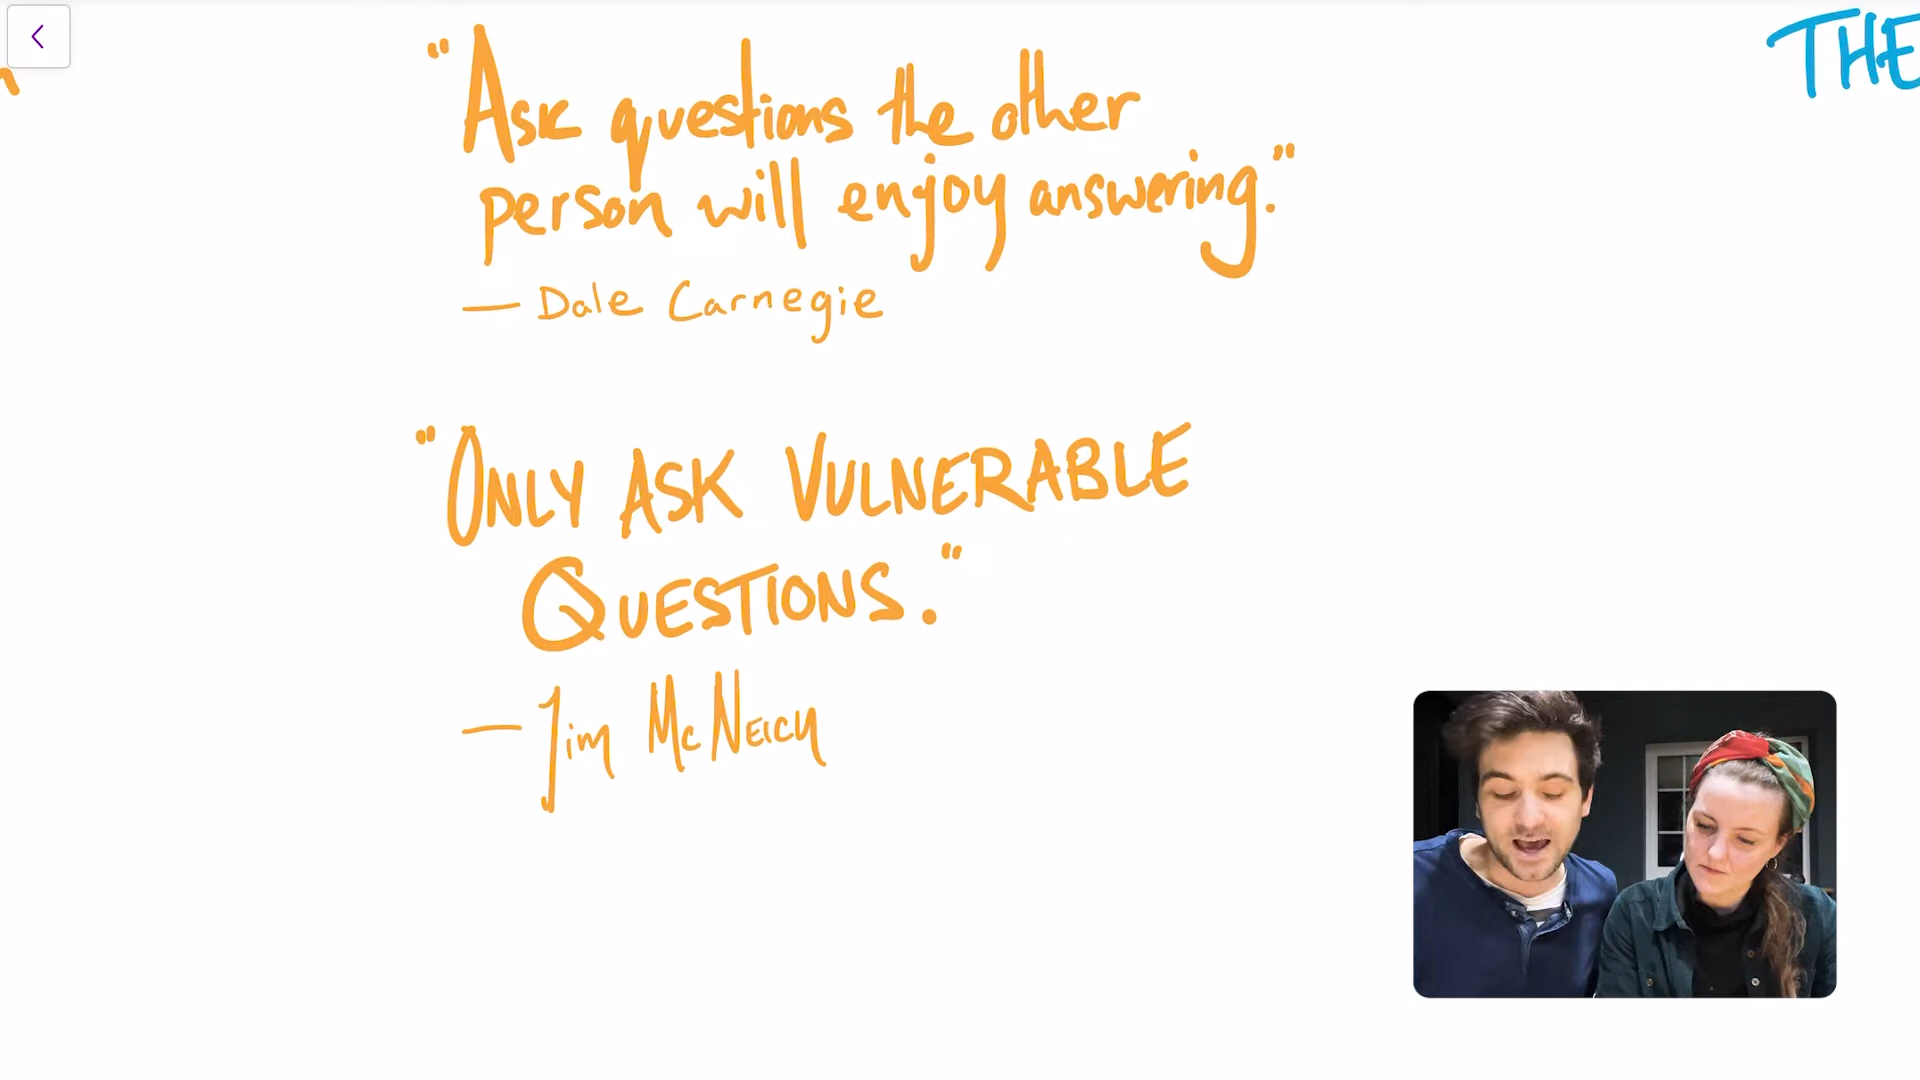 "Ask questions the other
person will enjoy answering."
— Dale Carnegie
"ONLY ASK VULNERABLE
QUESTIONS."
— Jim McNeich
THE